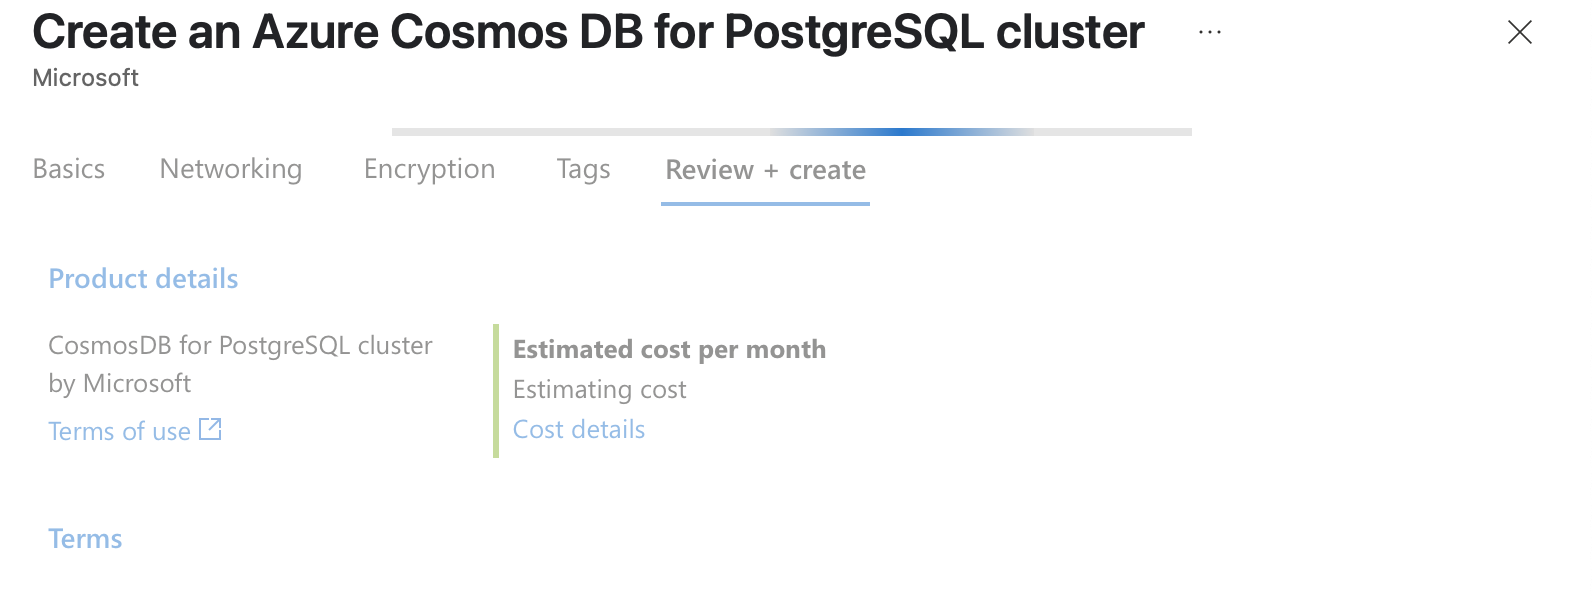 Create an Azure Cosmos DB for PostgreSQL cluster ...
Microsoft
Basics Networking Encryption Tags Review + create
Product details
CosmosDB for PostgreSQL cluster
by Microsoft
Terms of use
Estimated cost per month
Estimating cost
Cost details
Terms